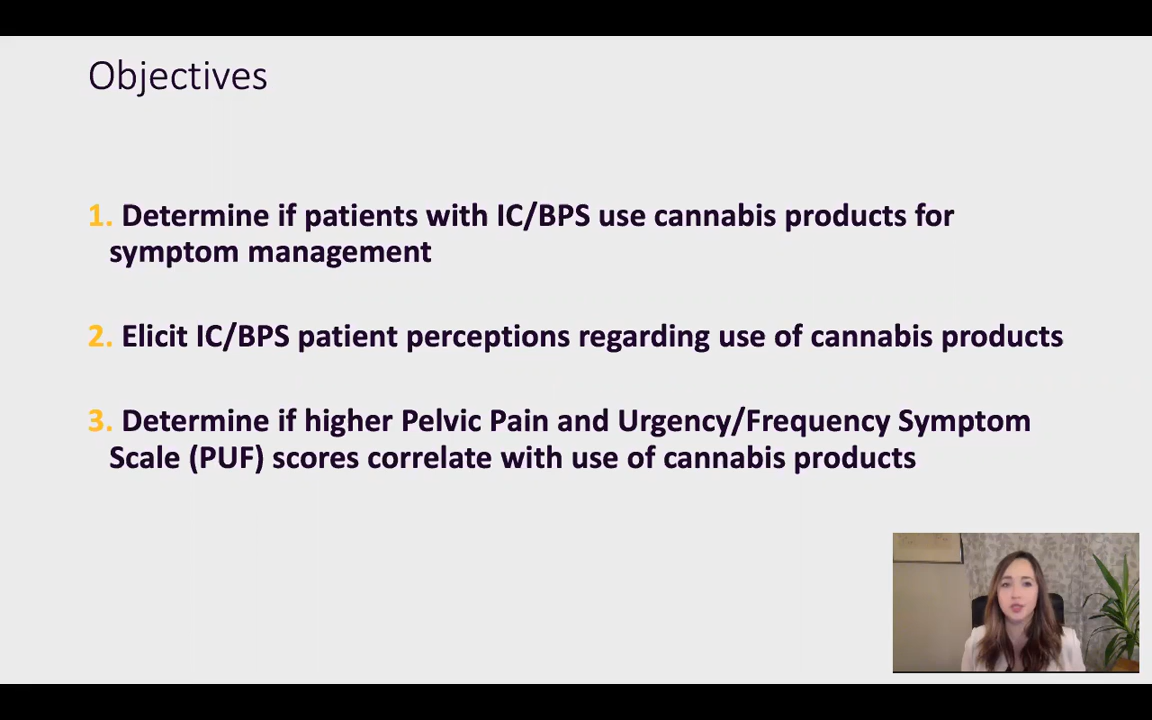 Objectives
1. Determine if patients with IC/BPS use cannabis products for
symptom management
2. Elicit IC/BPS patient perceptions regarding use of cannabis products
3. Determine if higher Pelvic Pain and Urgency/Frequency Symptom
Scale (PUF) scores correlate with use of cannabis products